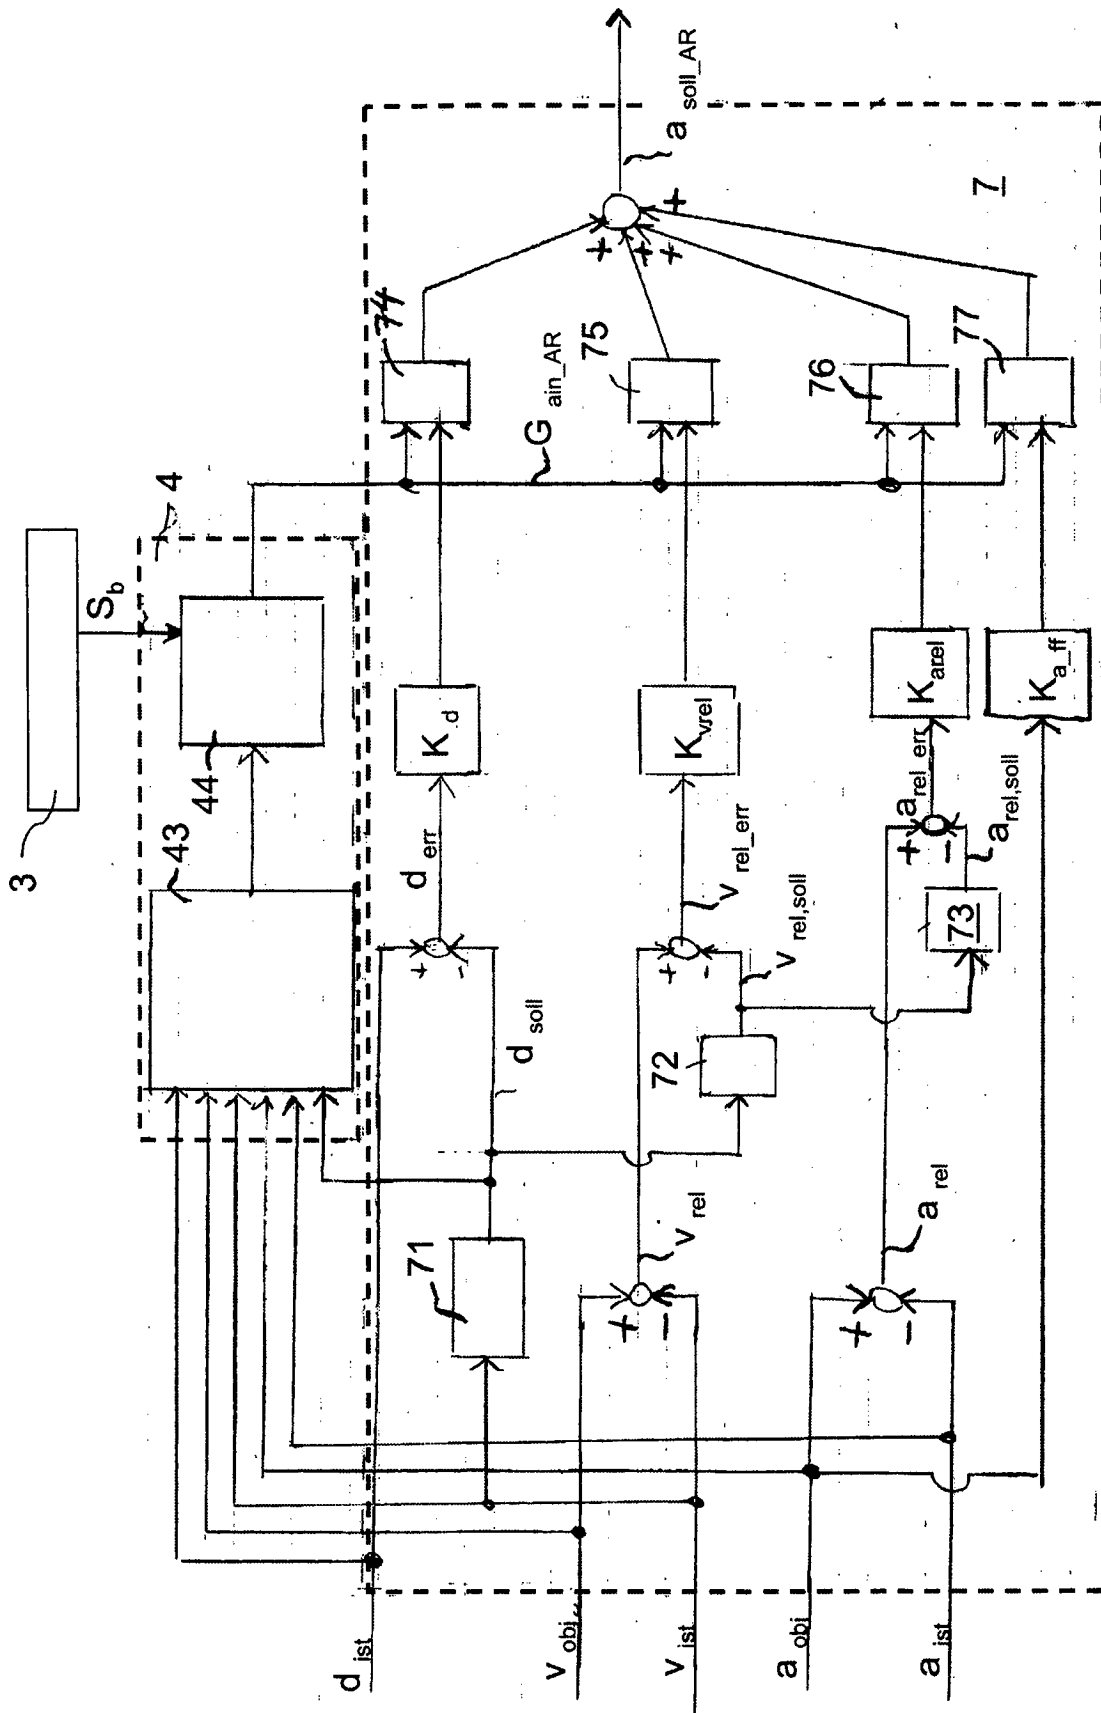 3
S_b
4
43
44
d_ist
v_obj
v_ist
a_obj
a_ist
71
d_soll
d_err
K_d
74
G_ain_AR
v_rel
72
v_rel,soll
v_rel_err
K_vrel
75
a_rel
73
a_rel,soll
a_rel_err
K_arel
76
K_a_ff
77
a_soll_AR
7
+
-
+
-
+
-
+
-
+
-
+
+
+
+